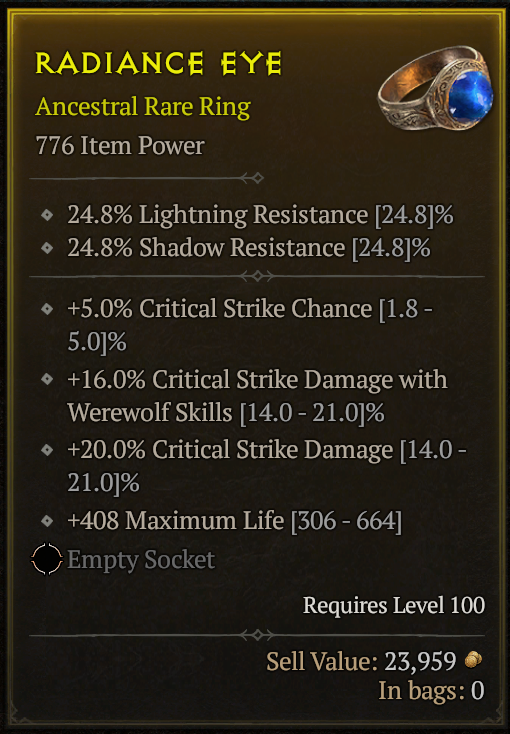 RADIANCE EYE
Ancestral Rare Ring
776 Item Power
24.8% Lightning Resistance [24.8]%
24.8% Shadow Resistance [24.8]%
+5.0% Critical Strike Chance [1.8 -
5.0]%
+16.0% Critical Strike Damage with
Werewolf Skills [14.0 - 21.0]%
+20.0% Critical Strike Damage [14.0 -
21.0]%
+408 Maximum Life [306 - 664]
Empty Socket
Requires Level 100
Sell Value: 23,959
In bags: 0